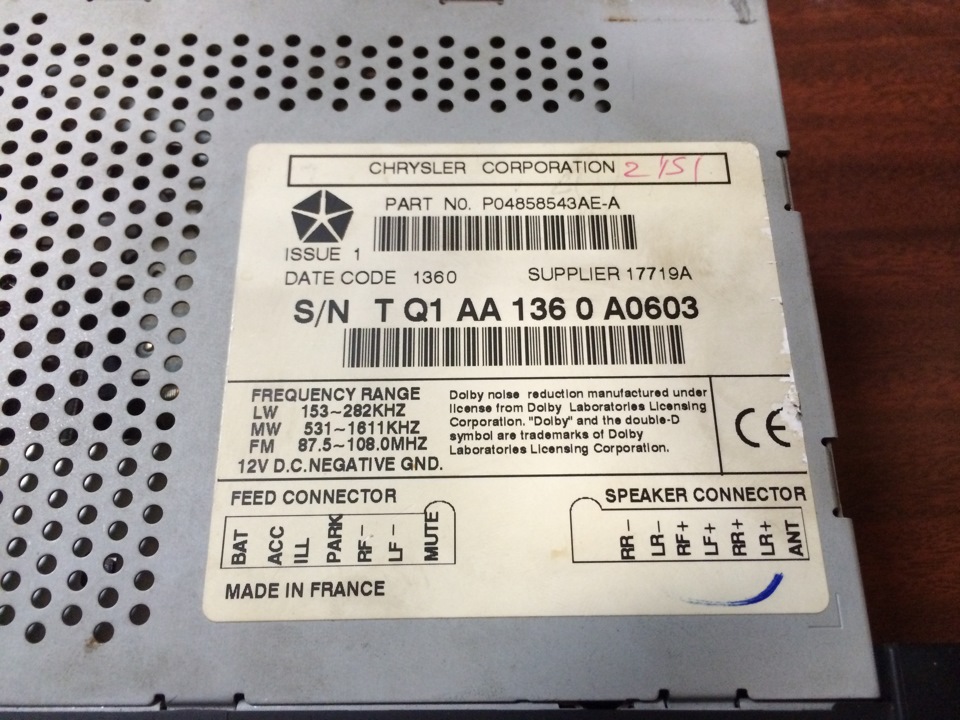 CHRYSLER CORPORATION 2/151
PART NO. P04858543AE-A
ISSUE 1
DATE CODE 1360 SUPPLIER 17719A
S/N T Q1 AA 136 0 A0603
FREQUENCY RANGE
LW 153~282KHZ
MW 531~1611KHZ
FM 87.5~108.0MHZ
12V D.C.NEGATIVE GND.
Dolby noise reduction manufactured under
license from Dolby Laboratories Licensing
Corporation. "Dolby" and the double-D
symbol are trademarks of Dolby
Laboratories Licensing Corporation.
CE
FEED CONNECTOR
BAT ACC ILL PARK RF- LF- MUTE
SPEAKER CONNECTOR
RR- LR- RF+ LF+ RR+ LR+ ANT
MADE IN FRANCE